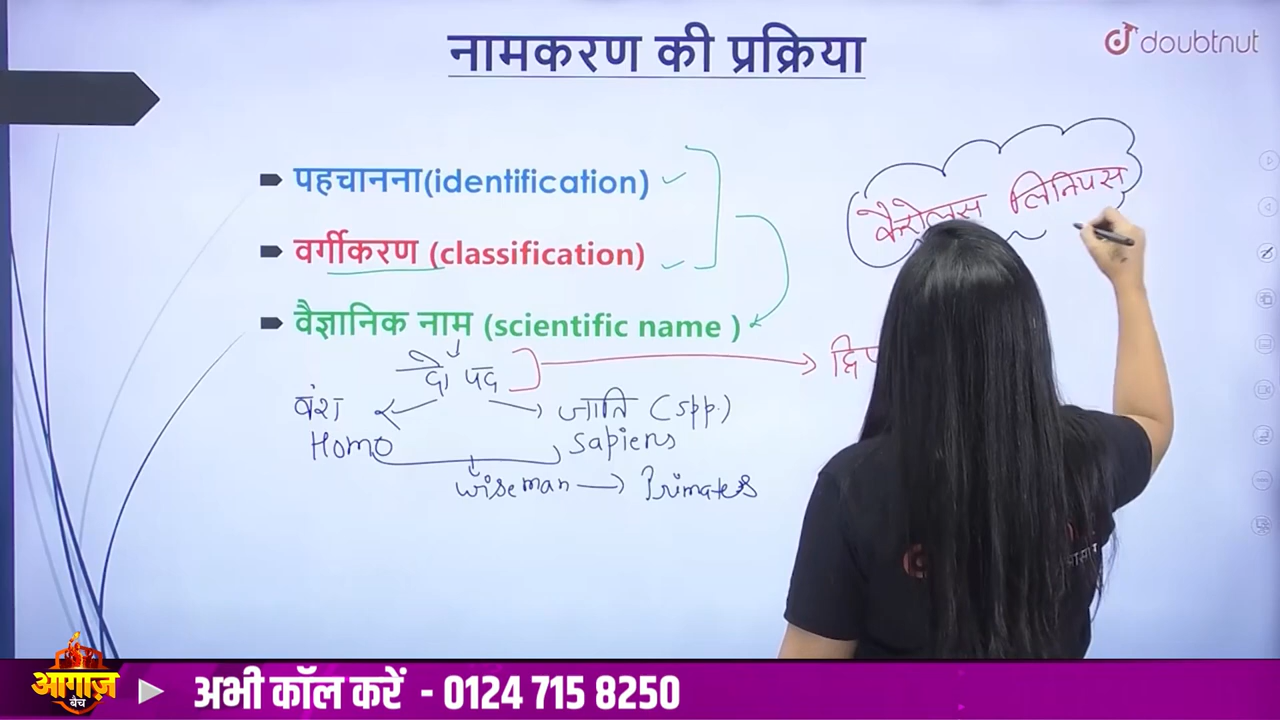 नामकरण की प्रक्रिया
doubtnut
पहचानना(identification)
वर्गीकरण (classification)
वैज्ञानिक नाम (scientific name )
कैरोलस लिनियस
दो पद
द्विप
वंश
जाति (spp.)
Homo
sapiens
wiseman → Primates
आगाज़
बैच
अभी कॉल करें - 0124 715 8250